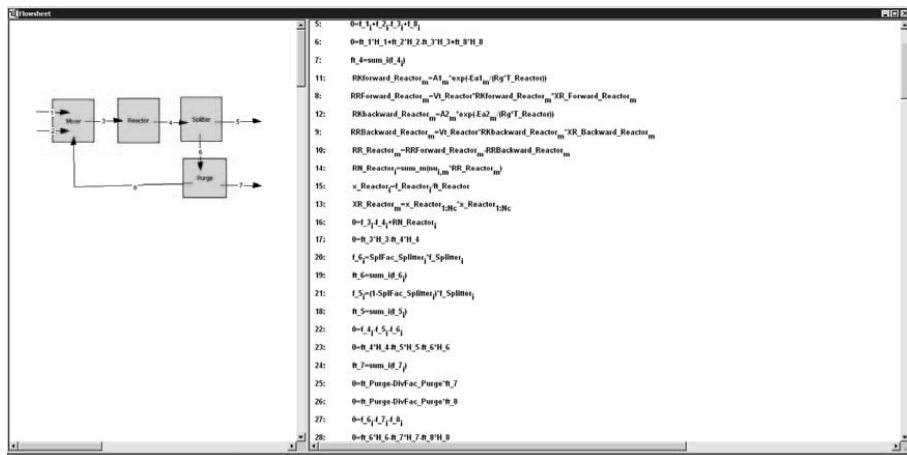 Flowsheet
1
2
Mixer
3
Reactor
4
Splitter
5
6
Purge
7
8
5: 0=f_1i+f_2i-f_3i+f_8i
6: 0=ft_1*H_1+ft_2*H_2-ft_3*H_3+ft_8*H_8
7: ft_4=sum_i(f_4i)
11: RKforward_Reactorm=A1m*exp(-Ea1m/(Rg*T_Reactor))
8: RRForward_Reactorm=Vt_Reactor*RKforward_Reactorm*XR_Forward_Reactorm
12: RKbackward_Reactorm=A2m*exp(-Ea2m/(Rg*T_Reactor))
9: RRBackward_Reactorm=Vt_Reactor*RKbackward_Reactorm*XR_Backward_Reactorm
10: RR_Reactorm=RRForward_Reactorm-RRBackward_Reactorm
14: RN_Reactori=sum_m(nui,m*RR_Reactorm)
15: x_Reactori=f_Reactori/ft_Reactor
13: XR_Reactorm=x_Reactor1:Nc*x_Reactor1:Nc
16: 0=f_3i-f_4i+RN_Reactori
17: 0=ft_3*H_3-ft_4*H_4
20: f_6i=SplFac_Splitteri*f_Splitteri
19: ft_6=sum_i(f_6i)
21: f_5i=(1-SplFac_Splitteri)*f_Splitteri
18: ft_5=sum_i(f_5i)
22: 0=f_4i-f_5i-f_6i
23: 0=ft_4*H_4-ft_5*H_5-ft_6*H_6
24: ft_7=sum_i(f_7i)
25: 0=ft_Purge-DivFac_Purge*ft_7
26: 0=ft_Purge-DivFac_Purge*ft_8
27: 0=f_6i-f_7i-f_8i
28: 0=ft_6*H_6-ft_7*H_7-ft_8*H_8